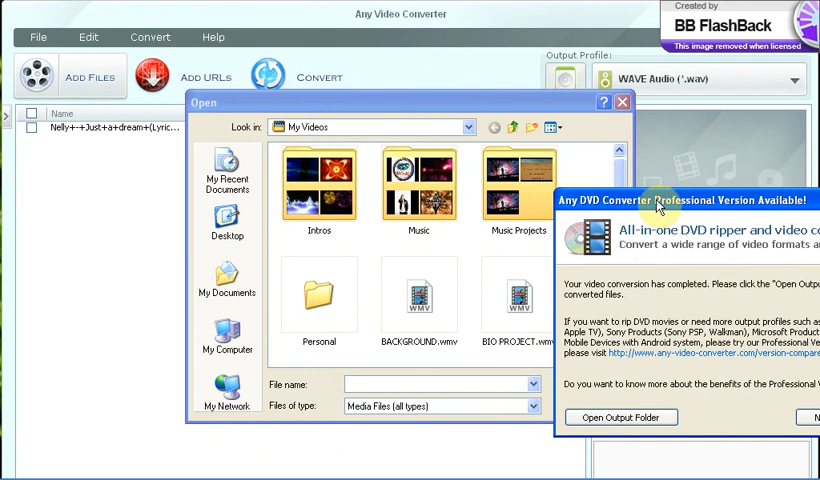 Any Video Converter
Created by
BB FlashBack
This image removed when licensed
File Edit Convert Help
ADD FILES ADD URLs CONVERT
Output Profile:
WAVE Audio (*.wav)
Name
Nelly+-+Just+a+dream+(Lyric...
Open
Look in: My Videos
My Recent
Documents
Desktop
My Documents
My Computer
My Network
Intros Music Music Projects
WMV WMV
Personal BACKGROUND.wmv BIO PROJECT.wmv
File name:
Files of type: Media Files (all types)
Any DVD Converter Professional Version Available!
All-in-one DVD ripper and video co
Convert a wide range of video formats a
Your video conversion has completed. Please click the "Open Outp
converted files.
If you want to rip DVD movies or need more output profiles such as
Apple TV), Sony Products (Sony PSP, Walkman), Microsoft Product
Mobile Devices with Android system, please try our Professional Ve
please visit http://www.any-video-converter.com/version-compare
Do you want to know more about the benefits of the Professional V
Open Output Folder N